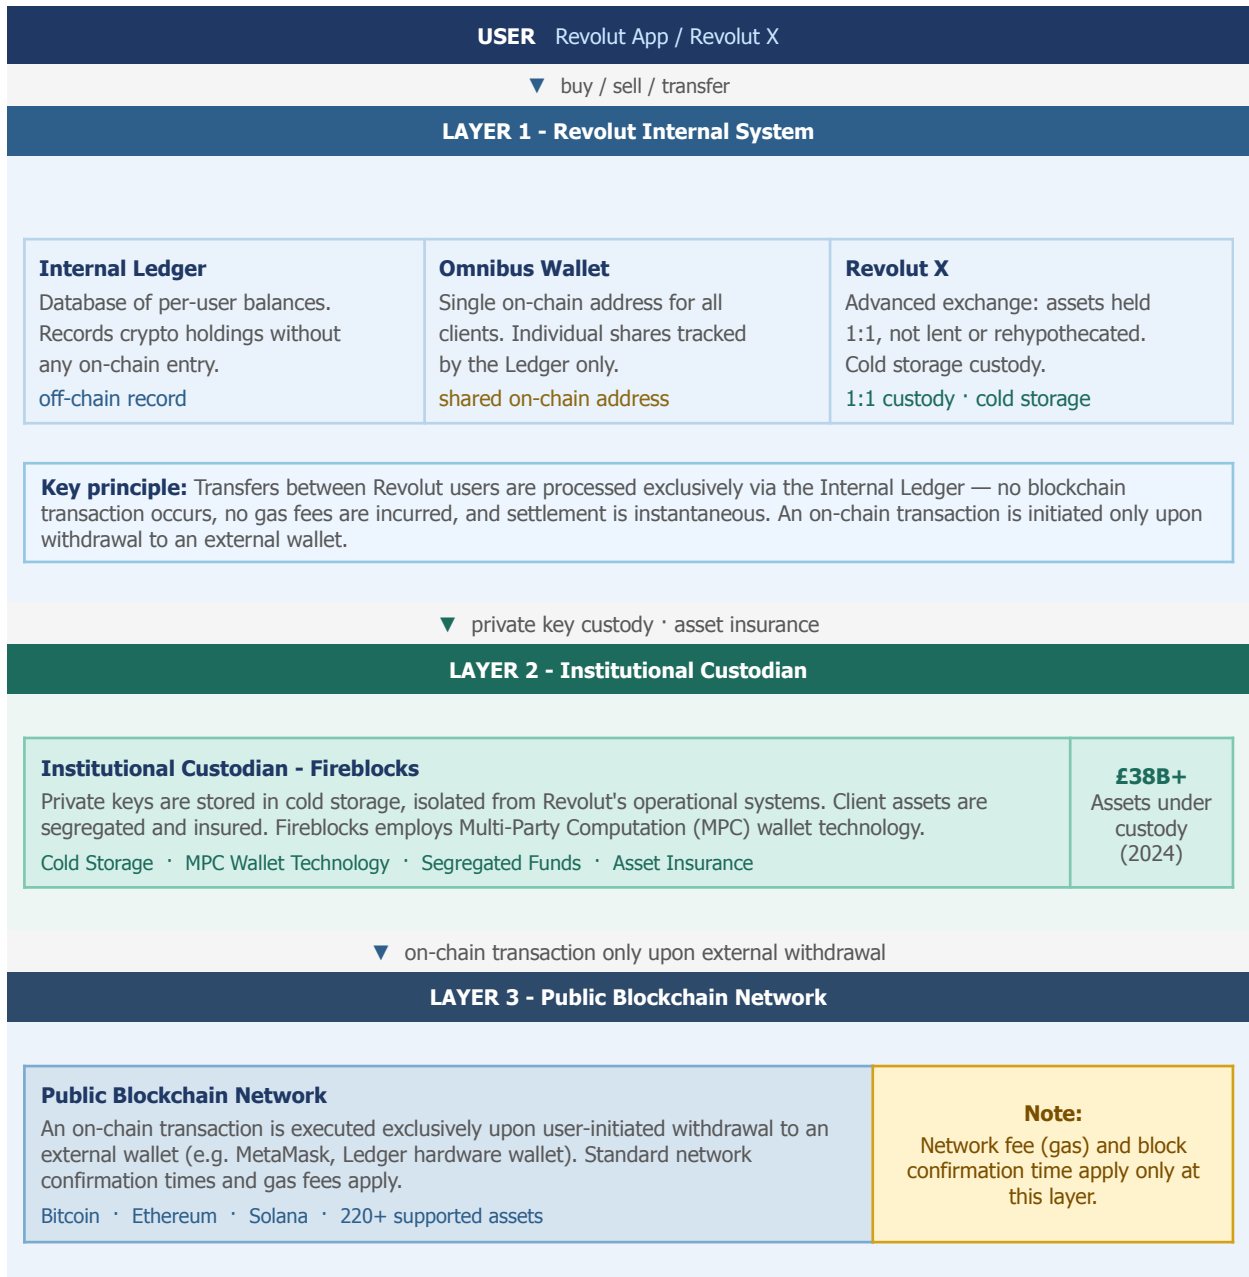 USER Revolut App / Revolut X
▼ buy / sell / transfer
LAYER 1 - Revolut Internal System
Internal Ledger
Database of per-user balances.
Records crypto holdings without
any on-chain entry.
off-chain record
Omnibus Wallet
Single on-chain address for all
clients. Individual shares tracked
by the Ledger only.
shared on-chain address
Revolut X
Advanced exchange: assets held
1:1, not lent or rehypothecated.
Cold storage custody.
1:1 custody · cold storage
Key principle: Transfers between Revolut users are processed exclusively via the Internal Ledger — no blockchain
transaction occurs, no gas fees are incurred, and settlement is instantaneous. An on-chain transaction is initiated only upon
withdrawal to an external wallet.
▼ private key custody · asset insurance
LAYER 2 - Institutional Custodian
Institutional Custodian - Fireblocks
Private keys are stored in cold storage, isolated from Revolut's operational systems. Client assets are
segregated and insured. Fireblocks employs Multi-Party Computation (MPC) wallet technology.
Cold Storage · MPC Wallet Technology · Segregated Funds · Asset Insurance
£38B+
Assets under
custody
(2024)
▼ on-chain transaction only upon external withdrawal
LAYER 3 - Public Blockchain Network
Public Blockchain Network
An on-chain transaction is executed exclusively upon user-initiated withdrawal to an
external wallet (e.g. MetaMask, Ledger hardware wallet). Standard network
confirmation times and gas fees apply.
Bitcoin · Ethereum · Solana · 220+ supported assets
Note:
Network fee (gas) and block
confirmation time apply only at
this layer.